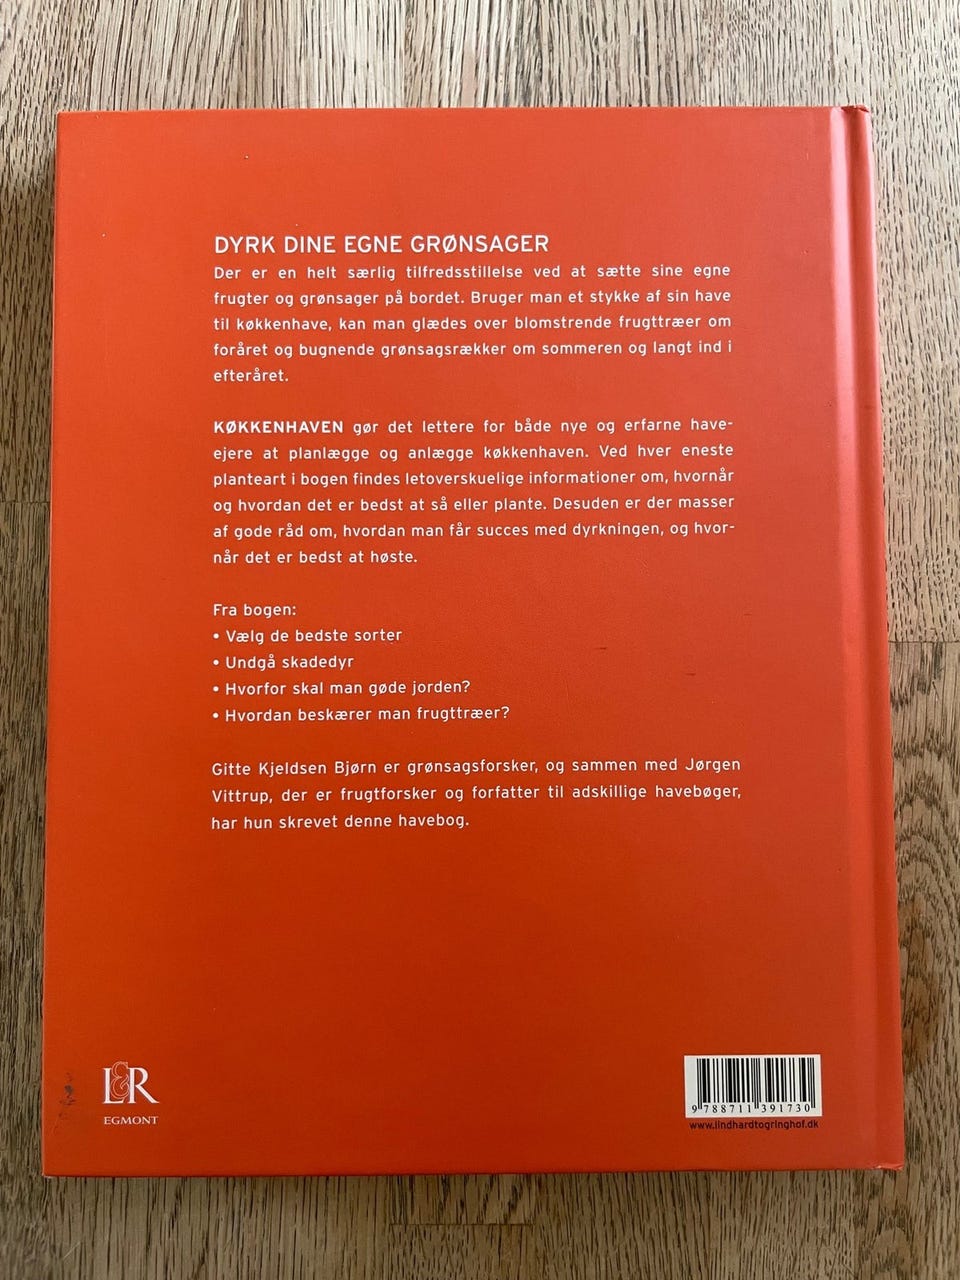 DYRK DINE EGNE GRØNSAGER
Der er en helt særlig tilfredsstillelse ved at sætte sine egne
frugter og grønsager på bordet. Bruger man et stykke af sin have
til køkkenhave, kan man glædes over blomstrende frugttræer om
foråret og bugnende grønsagsrækker om sommeren og langt ind i
efteråret.
KØKKENHAVEN gør det lettere for både nye og erfarne have-
ejere at planlægge og anlægge køkkenhaven. Ved hver eneste
planteart i bogen findes letoverskuelige informationer om, hvornår
og hvordan det er bedst at så eller plante. Desuden er der masser
af gode råd om, hvordan man får succes med dyrkningen, og hvor-
når det er bedst at høste.
Fra bogen:
• Vælg de bedste sorter
• Undgå skadedyr
• Hvorfor skal man gøde jorden?
• Hvordan beskærer man frugttræer?
Gitte Kjeldsen Bjørn er grønsagsforsker, og sammen med Jørgen
Vittrup, der er frugtforsker og forfatter til adskillige havebøger,
har hun skrevet denne havebog.
L&R
EGMONT
9 788711 391730
www.lindhardtogringhof.dk